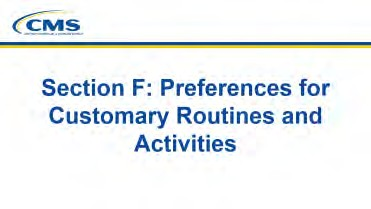 CMS
Section F: Preferences for
Customary Routines and
Activities